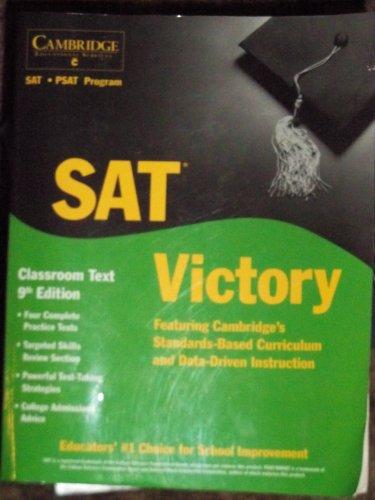 CAMBRIDGE
EDUCATIONAL SERVICES
C
SAT • PSAT Program
SAT®
Victory
Classroom Text
9th Edition
• Four Complete
Practice Tests
• Targeted Skills
Review Section
• Powerful Test-Taking
Strategies
• College Admissions
Advice
Featuring Cambridge's
Standards-Based Curriculum
and Data-Driven Instruction
Educators' #1 Choice for School Improvement